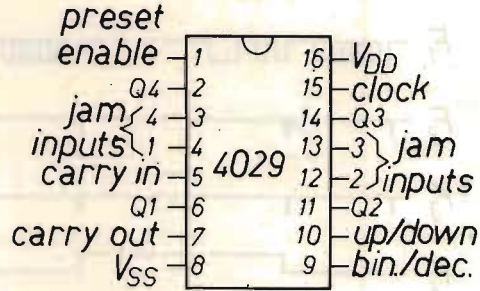 preset
enable 1 16 VDD
Q4 2 15 clock
jam 4 3 14 Q3
inputs 1 4 13 3 jam
carry in 5 4029 12 2 inputs
Q1 6 11 Q2
carry out 7 10 up/down
VSS 8 9 bin./dec.